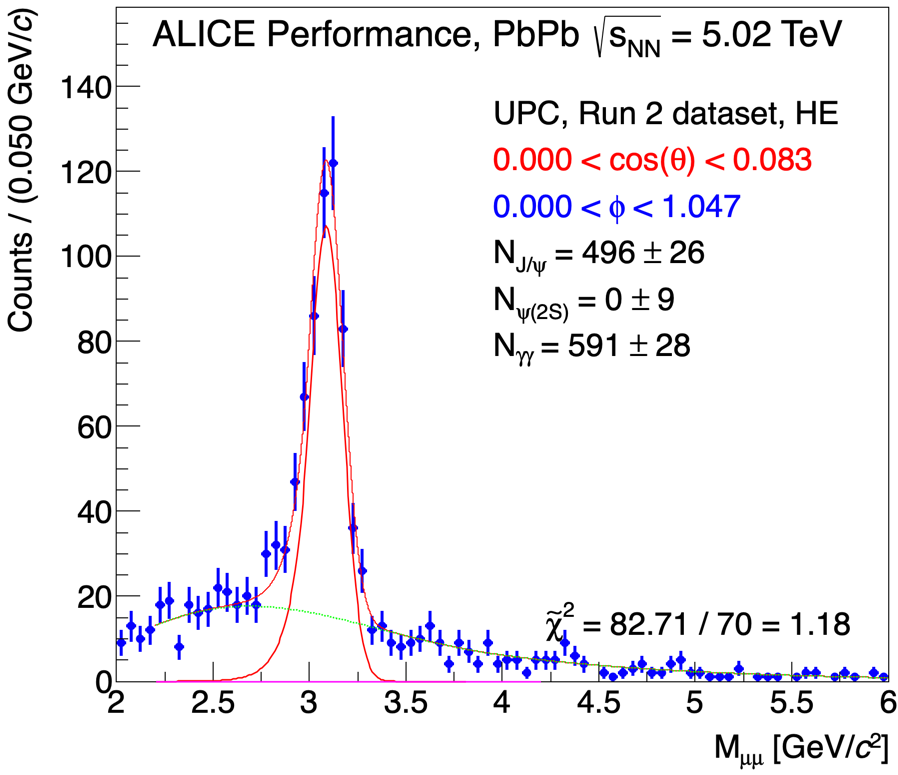 ALICE Performance, PbPb √s_NN = 5.02 TeV
UPC, Run 2 dataset, HE
0.000 < cos(θ) < 0.083
0.000 < ϕ < 1.047
N_J/ψ = 496 ± 26
N_ψ(2S) = 0 ± 9
N_γγ = 591 ± 28
χ̃² = 82.71 / 70 = 1.18
Counts / (0.050 GeV/c)
140
120
100
80
60
40
20
0
2 2.5 3 3.5 4 4.5 5 5.5 6
M_μμ [GeV/c²]